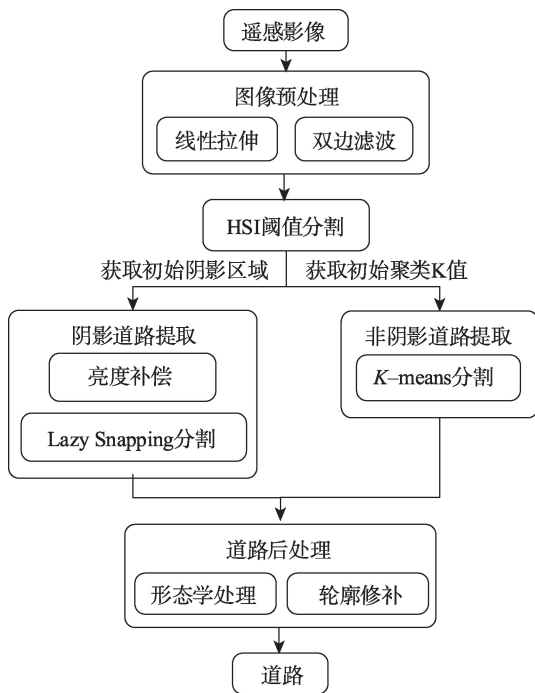 遥感影像
图像预处理
线性拉伸 双边滤波
HSI阈值分割
获取初始阴影区域 获取初始聚类K值
阴影道路提取
亮度补偿
Lazy Snapping分割
非阴影道路提取
K-means分割
道路后处理
形态学处理 轮廓修补
道路